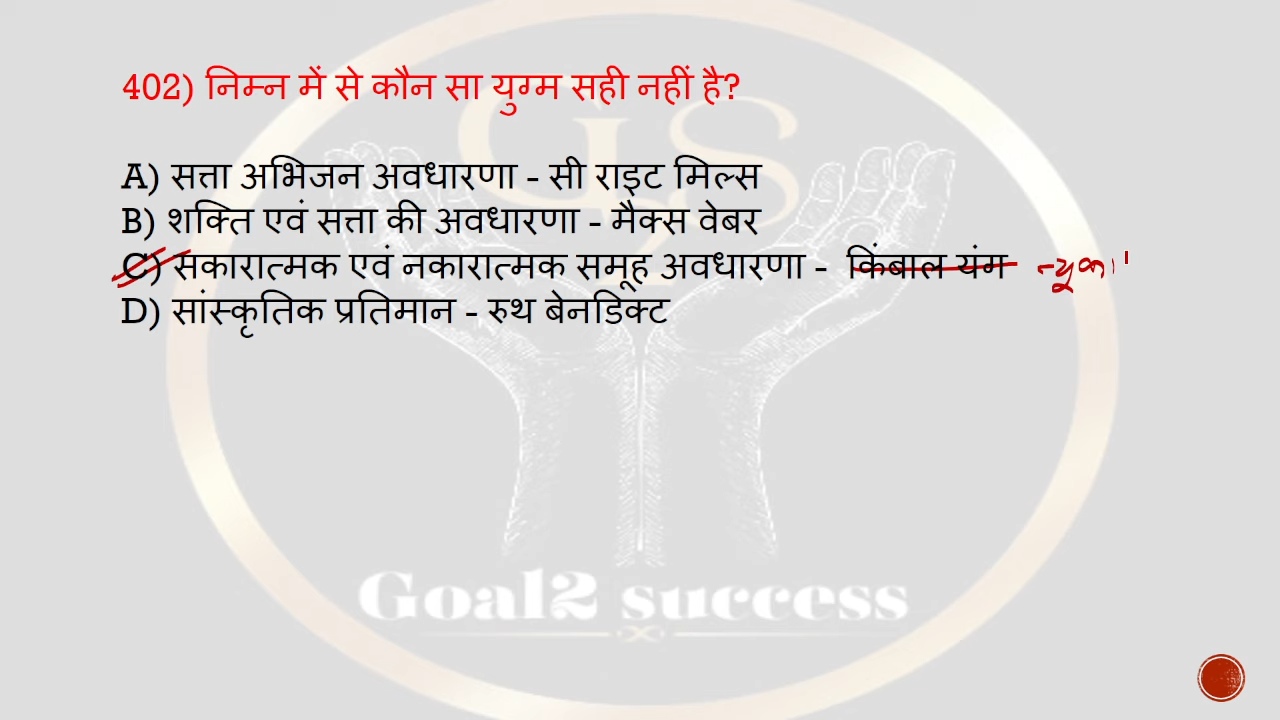 402) निम्न में से कौन सा युग्म सही नहीं है?
A) सत्ता अभिजन अवधारणा - सी राइट मिल्स
B) शक्ति एवं सत्ता की अवधारणा - मैक्स वेबर
C) सकारात्मक एवं नकारात्मक समूह अवधारणा - किंबाल यंग
D) सांस्कृतिक प्रतिमान - रुथ बेनडिक्ट
GS
Goal2 success